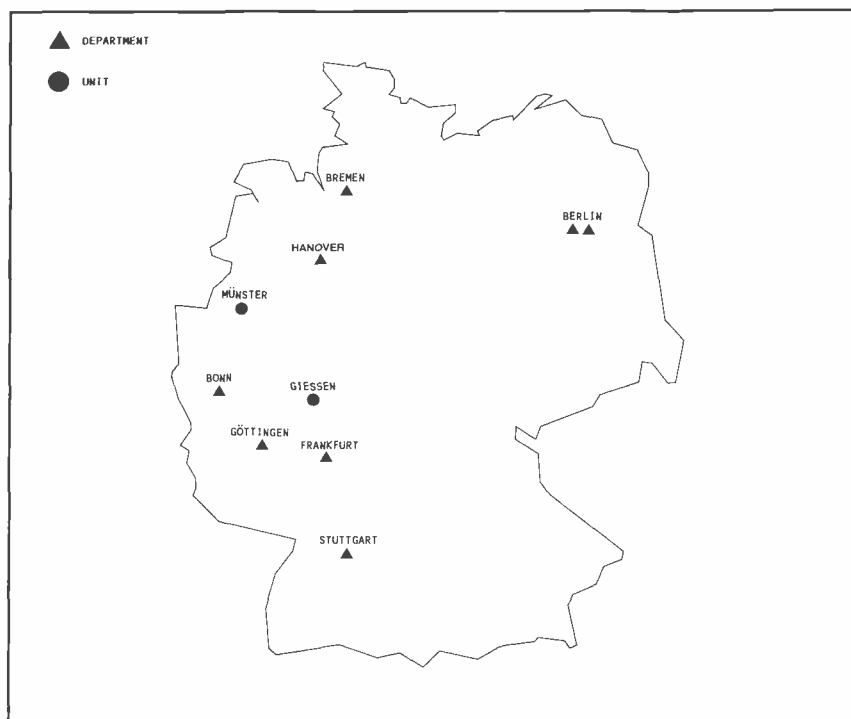 DEPARTMENT
UNIT
BREMEN
BERLIN
HANOVER
MÜNSTER
BONN
GIESSEN
GÖTTINGEN
FRANKFURT
STUTTGART